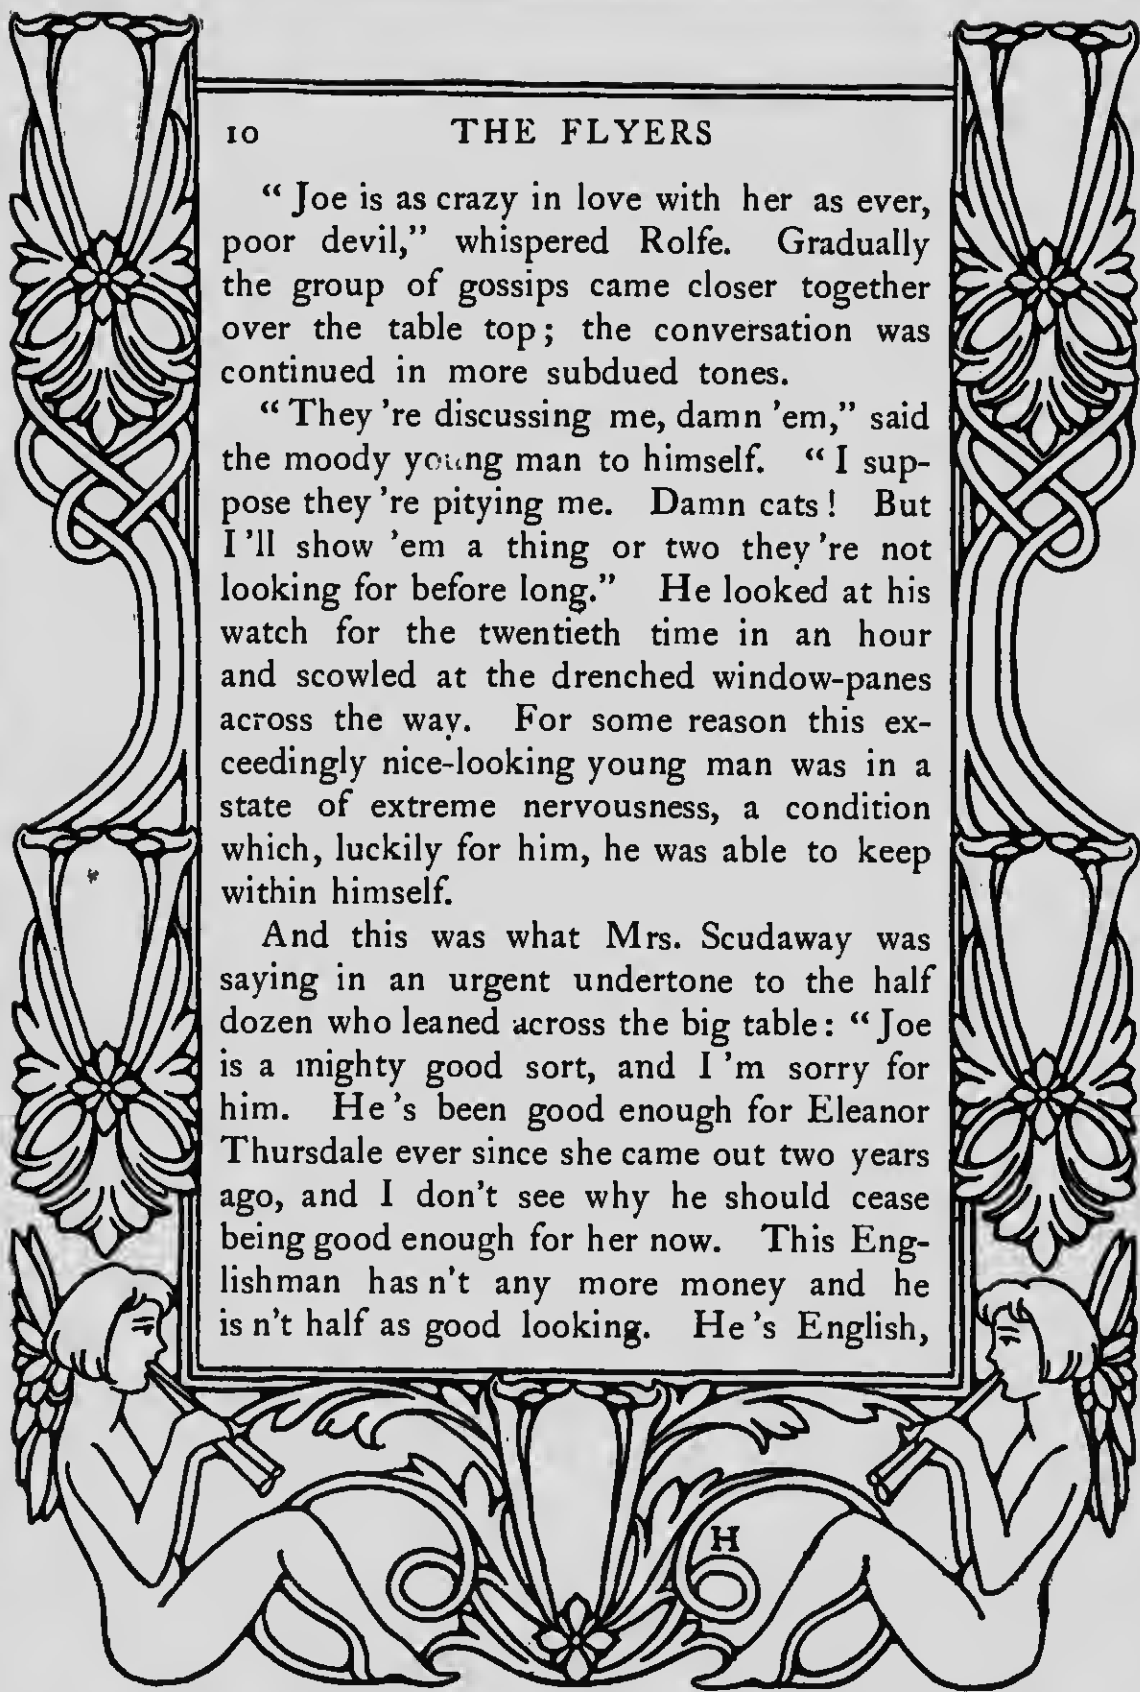 10 THE FLYERS
“Joe is as crazy in love with her as ever,
poor devil,” whispered Rolfe. Gradually
the group of gossips came closer together
over the table top; the conversation was
continued in more subdued tones.
“They’re discussing me, damn ’em,” said
the moody young man to himself. “I sup-
pose they’re pitying me. Damn cats! But
I’ll show ’em a thing or two they’re not
looking for before long.” He looked at his
watch for the twentieth time in an hour
and scowled at the drenched window-panes
across the way. For some reason this ex-
ceedingly nice-looking young man was in a
state of extreme nervousness, a condition
which, luckily for him, he was able to keep
within himself.
And this was what Mrs. Scudaway was
saying in an urgent undertone to the half
dozen who leaned across the big table: “Joe
is a mighty good sort, and I’m sorry for
him. He’s been good enough for Eleanor
Thursdale ever since she came out two years
ago, and I don’t see why he should cease
being good enough for her now. This Eng-
lishman has n’t any more money and he
is n’t half as good looking. He’s English,
H